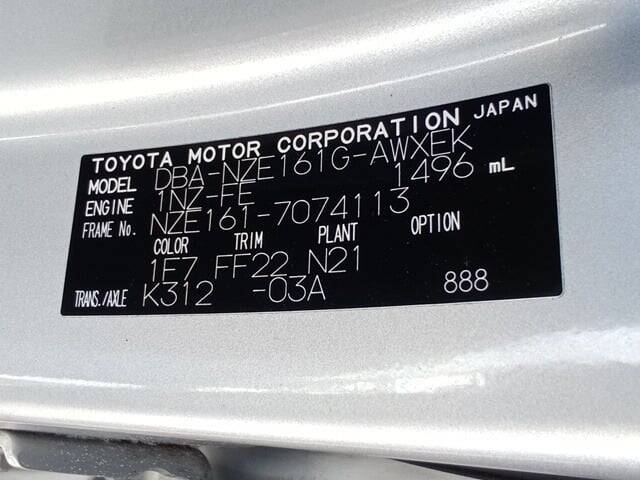 TOYOTA MOTOR CORPORATION JAPAN
MODEL DBA-NZE161G-AWXEK
ENGINE 1NZ-FE 1496 mL
FRAME No. NZE161-7074113
COLOR TRIM PLANT OPTION
1E7 FF22 N21
TRANS./AXLE K312 -03A 888